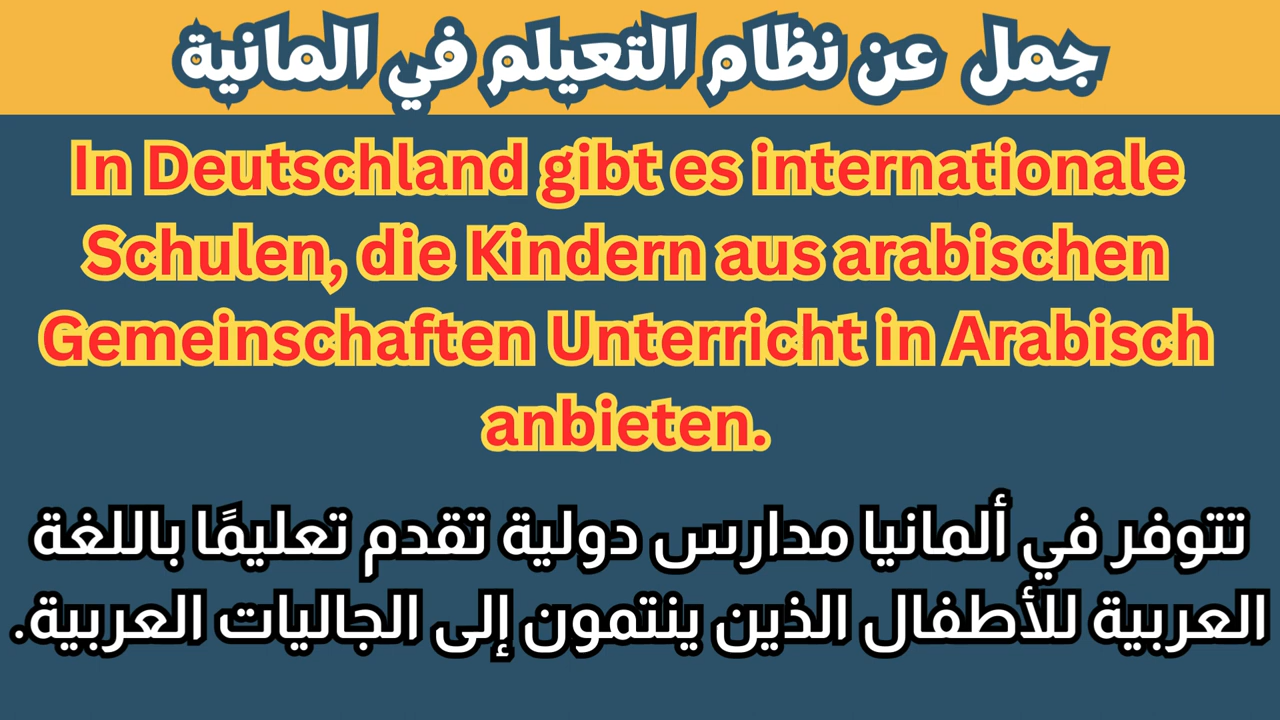 جمل عن نظام التعيلم في المانية
In Deutschland gibt es internationale
Schulen, die Kindern aus arabischen
Gemeinschaften Unterricht in Arabisch
anbieten.
تتوفر في ألمانيا مدارس دولية تقدم تعليمًا باللغة
العربية للأطفال الذين ينتمون إلى الجاليات العربية.